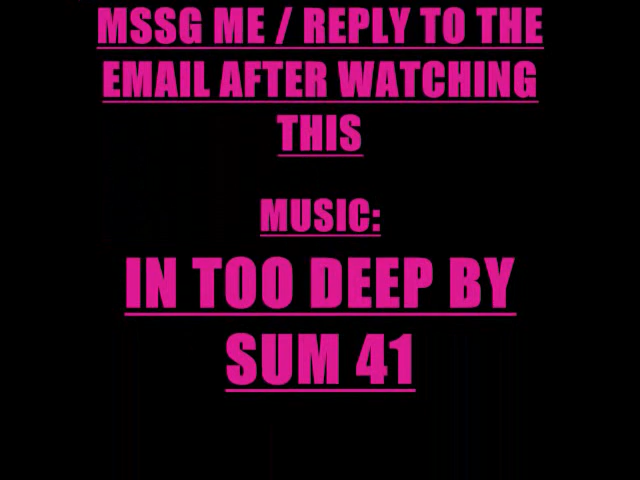 MSSG ME / REPLY TO THE
EMAIL AFTER WATCHING
THIS
MUSIC:
IN TOO DEEP BY
SUM 41